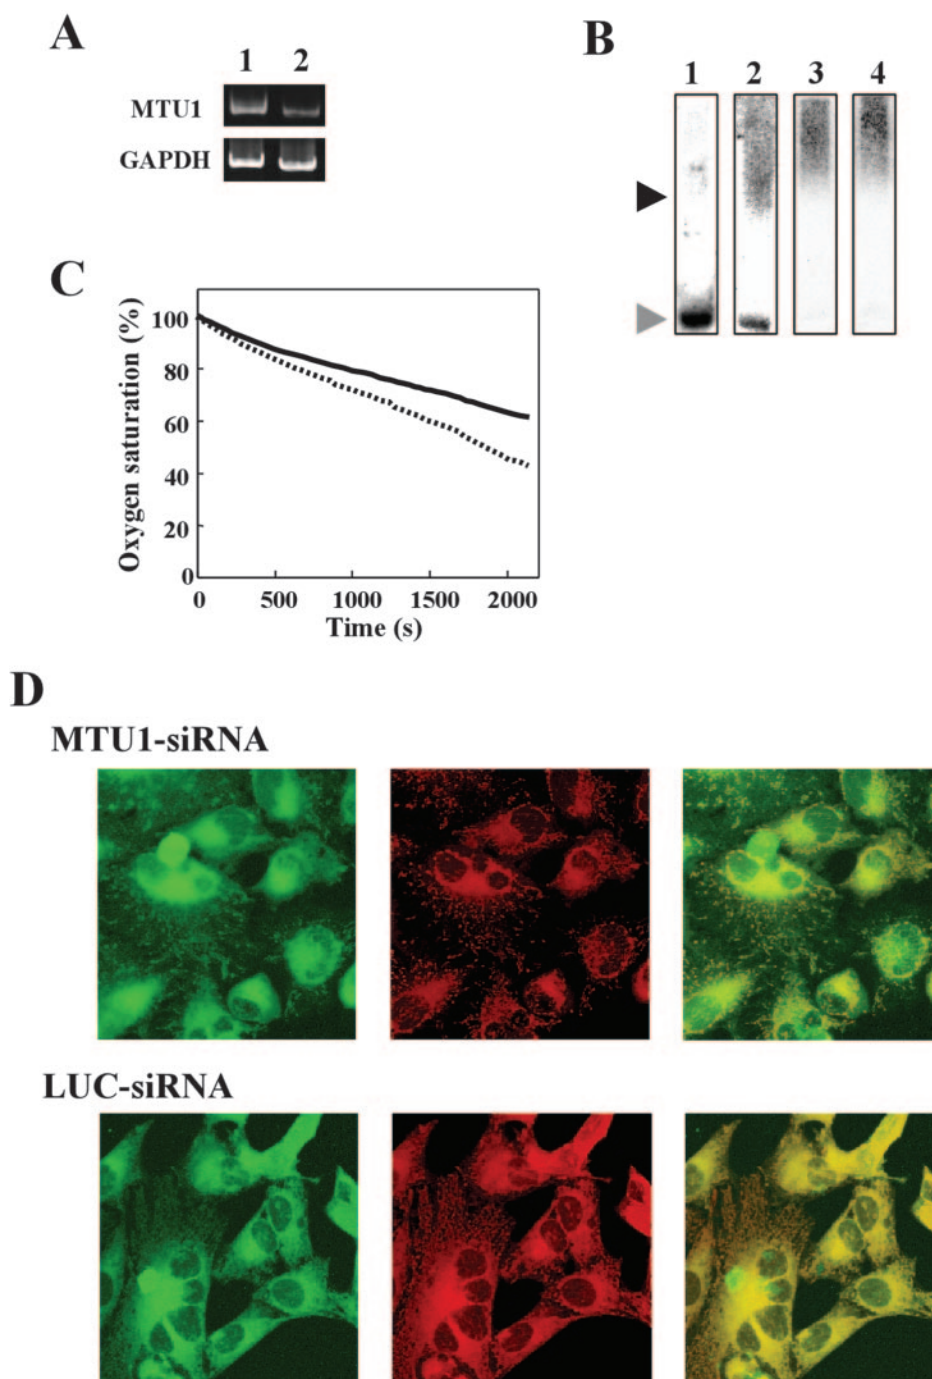 A
1 2
MTU1
GAPDH
B
1 2 3 4
C
Oxygen saturation (%)
100
80
60
40
20
0
0 500 1000 1500 2000
Time (s)
D
MTU1-siRNA
LUC-siRNA